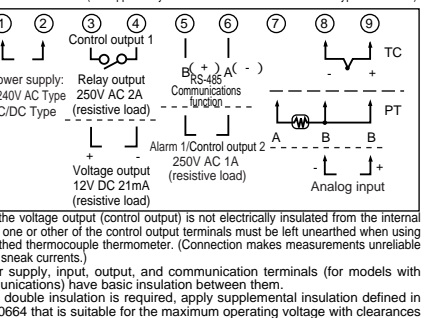 1 2 3 4 5 6 7 8 9
Control output 1
TC
B( + ) A( - )
- +
RS-485
Communications
function
ower supply: Relay output
240V AC Type 250V AC 2A
C/DC Type (resistive load)
PT
A B B
+ -
Alarm 1/Control output 2
250V AC 1A
(resistive load)
Voltage output
12V DC 21mA
(resistive load)
- +
Analog input
the voltage output (control output) is not electrically insulated from the internal
one or other of the control output terminals must be left unearthed when using
thed thermocouple thermometer. (Connection makes measurements unreliable
sneak currents.)
r supply, input, output, and communication terminals (for models with
unications) have basic insulation between them.
double insulation is required, apply supplemental insulation defined in
0664 that is suitable for the maximum operating voltage with clearances